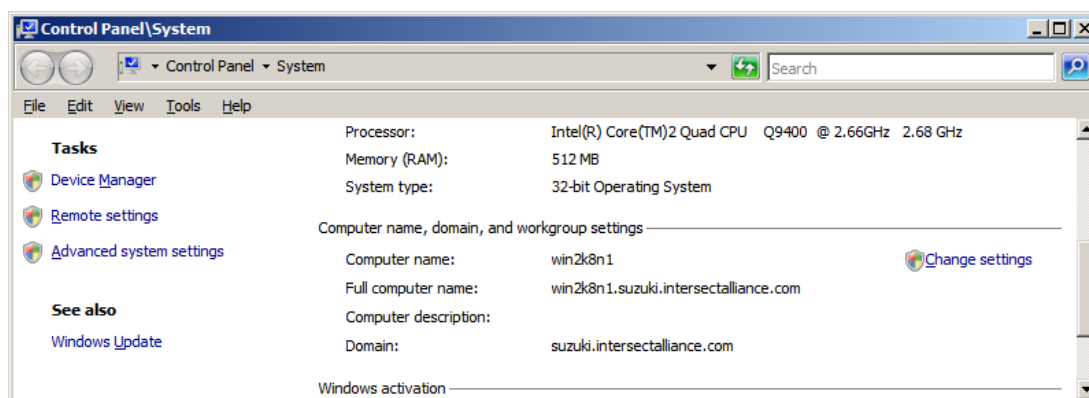 Control Panel\System
Control Panel System
Search
File Edit View Tools Help
Tasks
Device Manager
Remote settings
Advanced system settings
See also
Windows Update
Processor: Intel(R) Core(TM)2 Quad CPU Q9400 @ 2.66GHz 2.68 GHz
Memory (RAM): 512 MB
System type: 32-bit Operating System
Computer name, domain, and workgroup settings
Computer name: win2k8n1 Change settings
Full computer name: win2k8n1.suzuki.intersectalliance.com
Computer description:
Domain: suzuki.intersectalliance.com
Windows activation